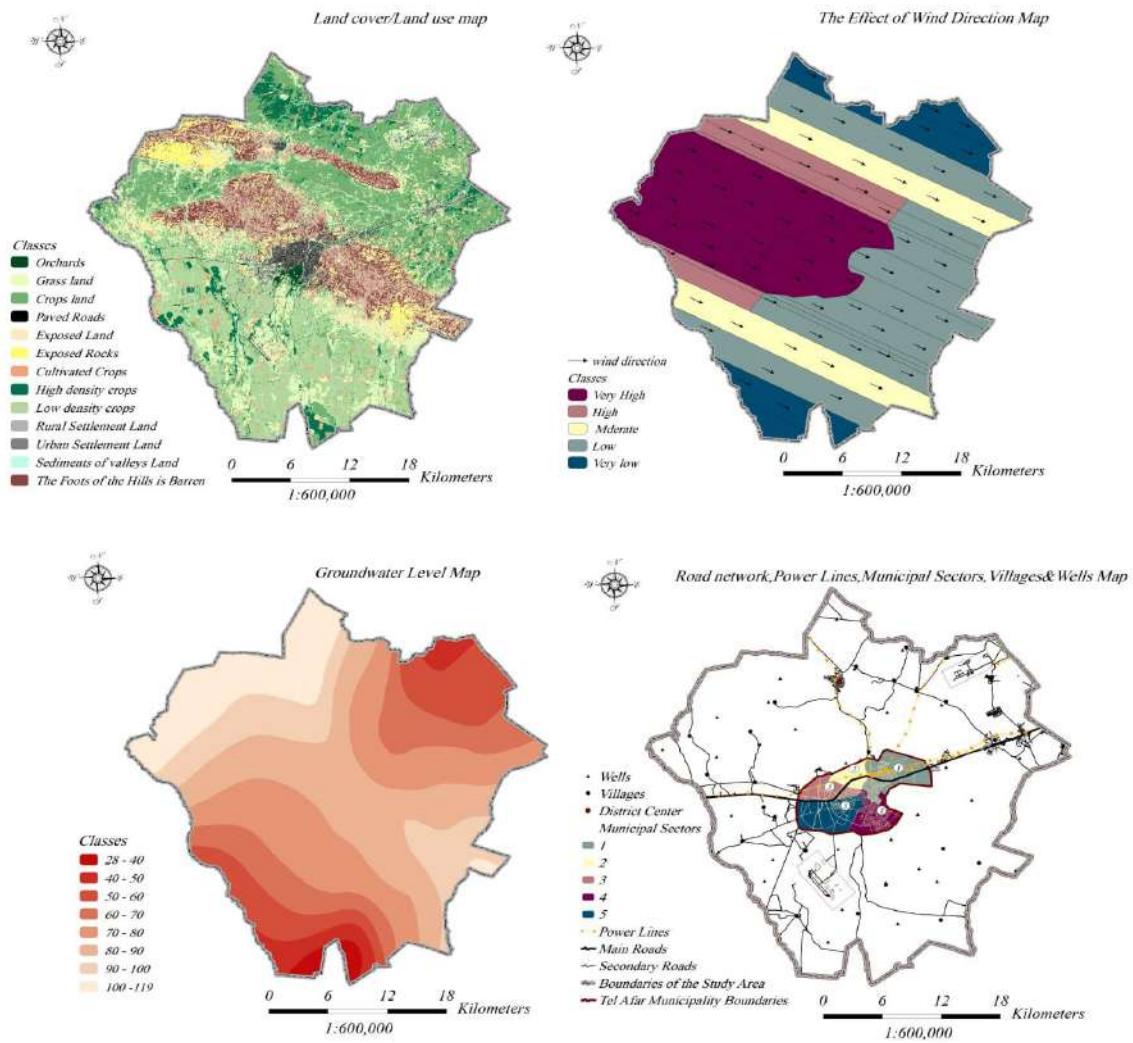 Land cover/Land use map
N
W
E
S
Classes
Orchards
Grass land
Crops land
Paved Roads
Exposed Land
Exposed Rocks
Cultivated Crops
High density crops
Low density crops
Rural Settlement Land
Urban Settlement Land
Sediments of valleys Land
The Foots of the Hills is Barren
0 6 12 18
Kilometers
1:600,000
The Effect of Wind Direction Map
N
W
E
S
wind direction
Classes
Very High
High
Mderate
Low
Very low
0 6 12 18
Kilometers
1:600,000
Groundwater Level Map
N
W
E
S
Classes
28 - 40
40 - 50
50 - 60
60 - 70
70 - 80
80 - 90
90 - 100
100 -119
0 6 12 18
Kilometers
1:600,000
Road network,Power Lines,Municipal Sectors,Villages&Wells Map
N
W
E
S
Wells
Villages
District Center
Municipal Sectors
1
2
3
4
5
Power Lines
Main Roads
Secondary Roads
Boundaries of the Study Area
Tel Afar Municipality Boundaries
0 6 12 18
Kilometers
1:600,000